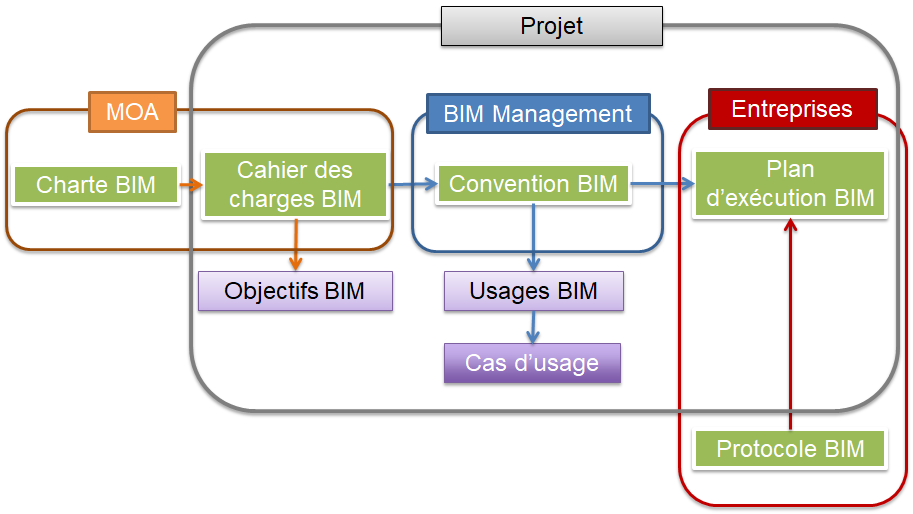 Projet
MOA
BIM Management
Entreprises
Charte BIM
Cahier des
charges BIM
Convention BIM
Plan
d'exécution BIM
Objectifs BIM
Usages BIM
Cas d'usage
Protocole BIM